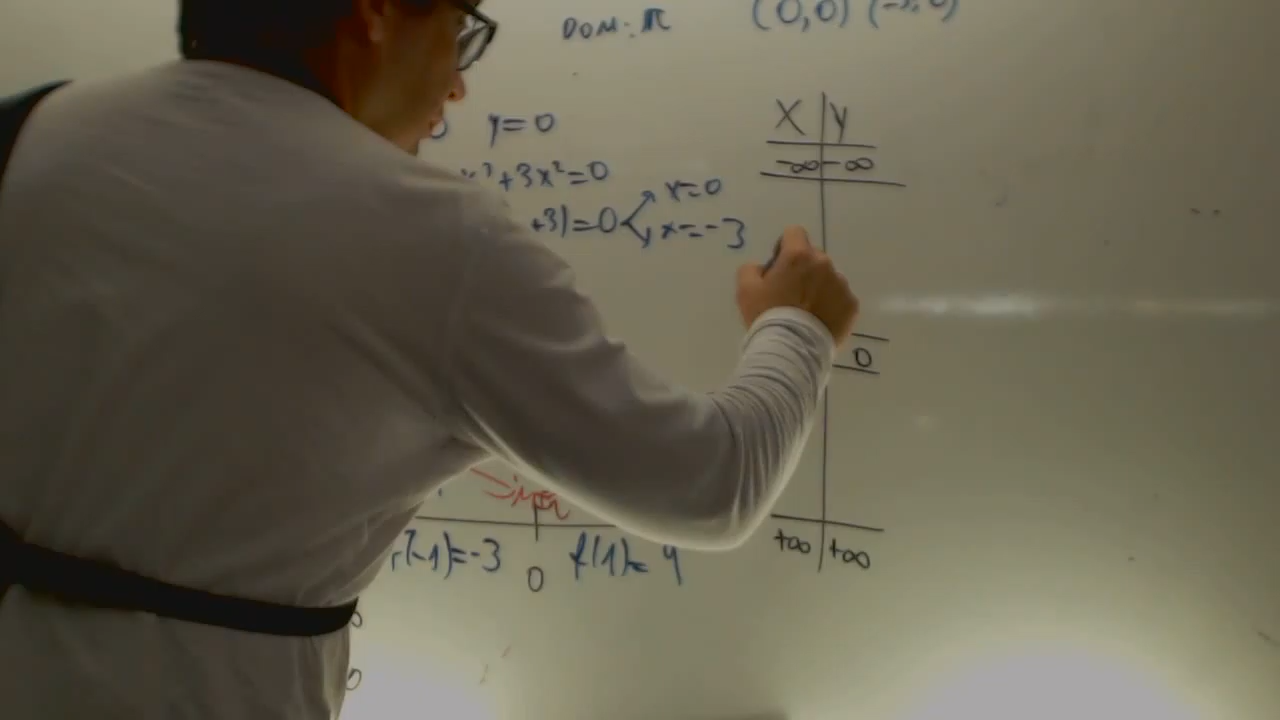 DOM: ℝ (0,0) (-3,0)
y=0
x³+3x²=0
+3)=0 x=0
x=-3
X Y
-∞ -∞
0
+∞ +∞
(-1)=-3 0 f(1)=4